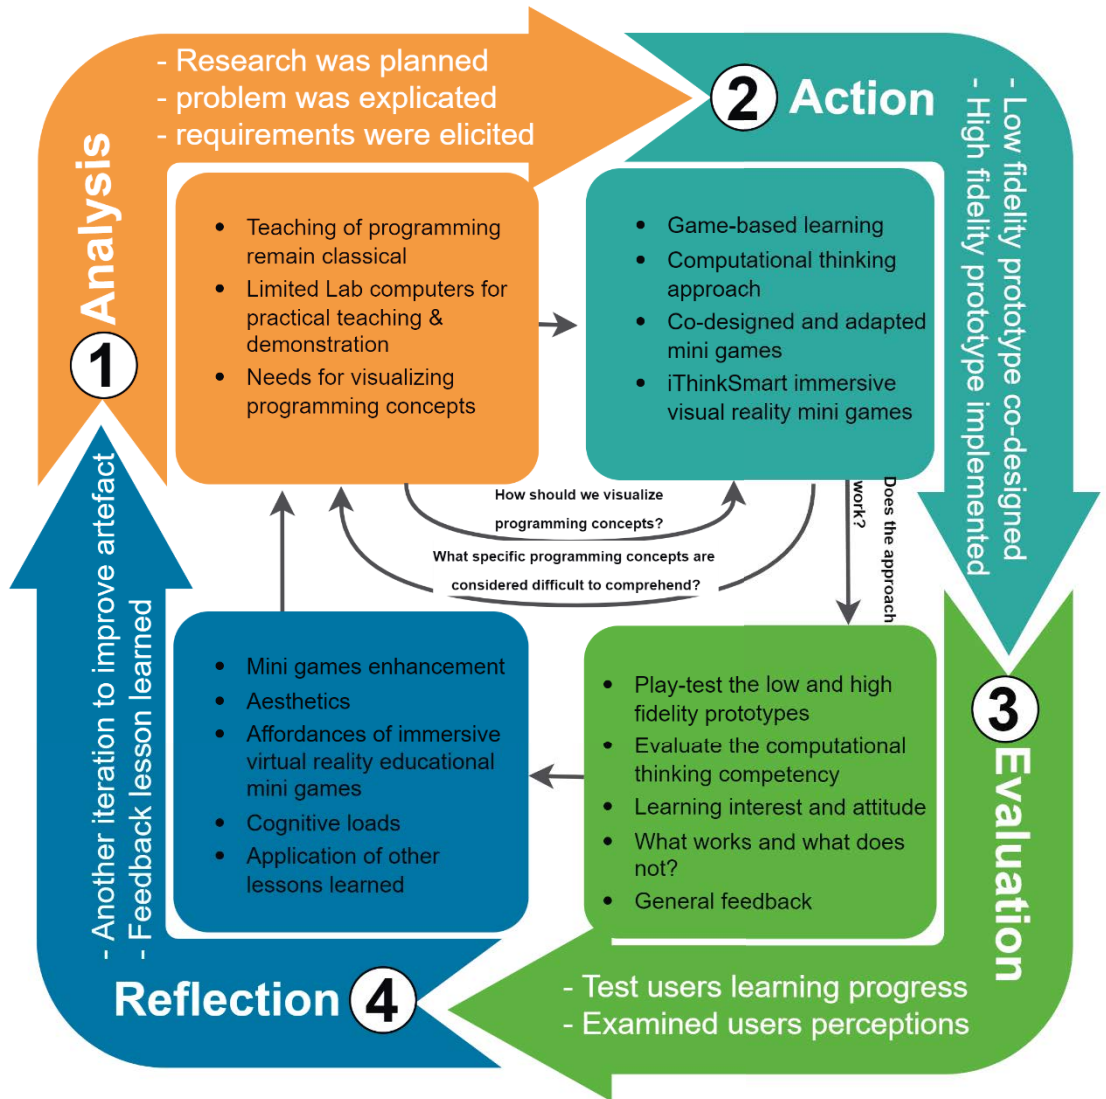 - Research was planned
- problem was explicated
- requirements were elicited
1 Analysis
• Teaching of programming
remain classical
• Limited Lab computers for
practical teaching &
demonstration
• Needs for visualizing
programming concepts
2 Action
- Low fidelity prototype co-designed
- High fidelity prototype implemented
• Game-based learning
• Computational thinking
approach
• Co-designed and adapted
mini games
• iThinkSmart immersive
visual reality mini games
How should we visualize
programming concepts?
What specific programming concepts are
considered difficult to comprehend?
Does the approach
work?
3 Evaluation
• Play-test the low and high
fidelity prototypes
• Evaluate the computational
thinking competency
• Learning interest and attitude
• What works and what does
not?
• General feedback
- Test users learning progress
- Examined users perceptions
Reflection 4
• Mini games enhancement
• Aesthetics
• Affordances of immersive
virtual reality educational
mini games
• Cognitive loads
• Application of other
lessons learned
- Another iteration to improve artefact
- Feedback lesson learned